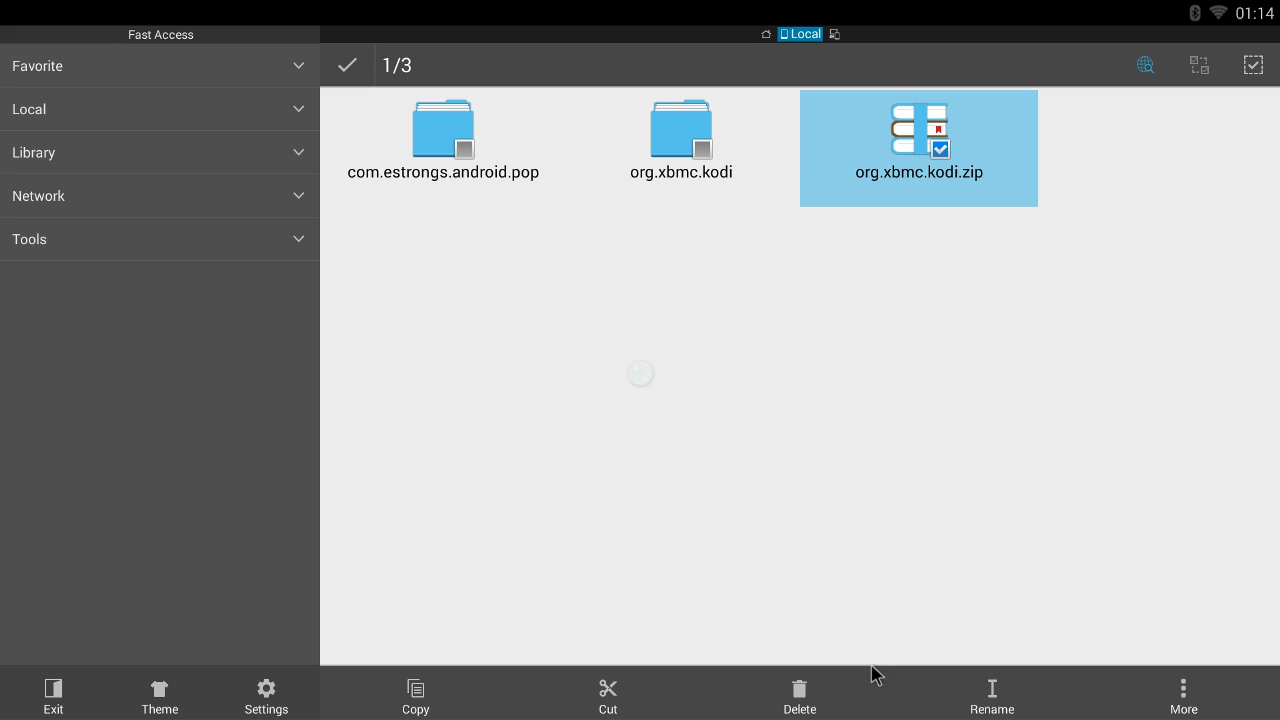 01:14
Fast Access
Local
Favorite
1/3
Local
Library
Network
Tools
com.estrongs.android.pop
org.xbmc.kodi
org.xbmc.kodi.zip
Exit
Theme
Settings
Copy
Cut
Delete
Rename
More